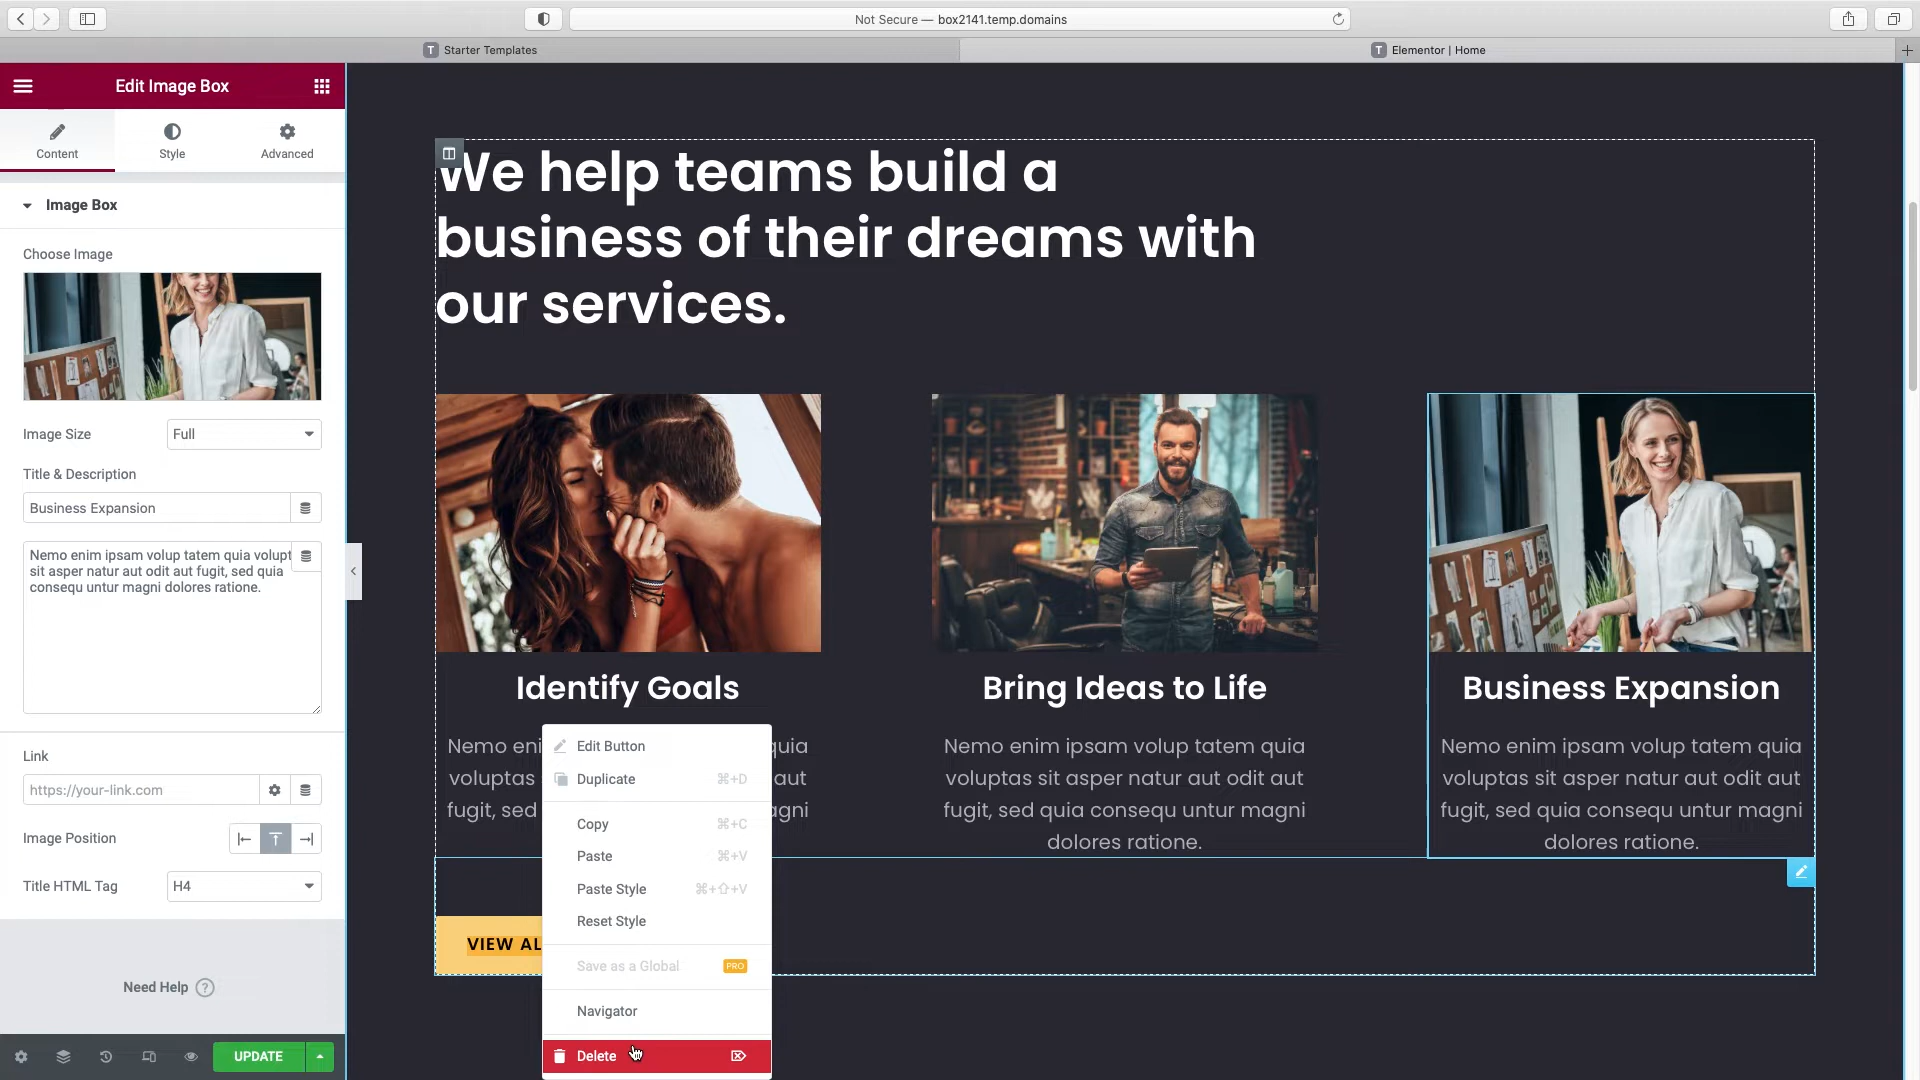 Not Secure — box2141.temp.domains
T Starter Templates
T Elementor | Home
Edit Image Box
Content
Style
Advanced
Image Box
Choose Image
Image Size
Full
Title & Description
Business Expansion
Nemo enim ipsam volup tatem quia volupt
sit asper natur aut odit aut fugit, sed quia
consequ untur magni dolores ratione.
Link
https://your-link.com
Image Position
Title HTML Tag
H4
Need Help ?
UPDATE
We help teams build a
business of their dreams with
our services.
Identify Goals
Nemo eni
quia
voluptas
aut
fugit, sed
agni
Bring Ideas to Life
Nemo enim ipsam volup tatem quia
voluptas sit asper natur aut odit aut
fugit, sed quia consequ untur magni
dolores ratione.
Business Expansion
Nemo enim ipsam volup tatem quia
voluptas sit asper natur aut odit aut
fugit, sed quia consequ untur magni
dolores ratione.
VIEW AL
Edit Button
Duplicate ⌘+D
Copy ⌘+C
Paste ⌘+V
Paste Style ⌘+⇧+V
Reset Style
Save as a Global PRO
Navigator
Delete ⌦